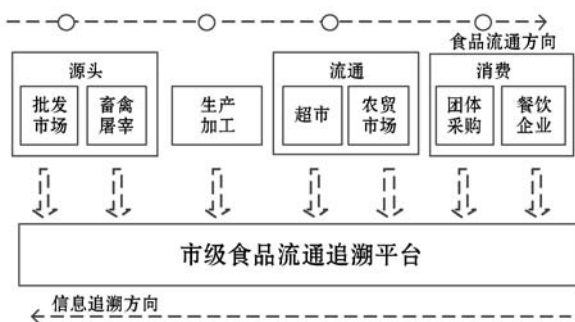 食品流通方向
源头
流通
消费
批发
市场
畜禽
屠宰
生产
加工
超市
农贸
市场
团体
采购
餐饮
企业
市级食品流通追溯平台
信息追溯方向